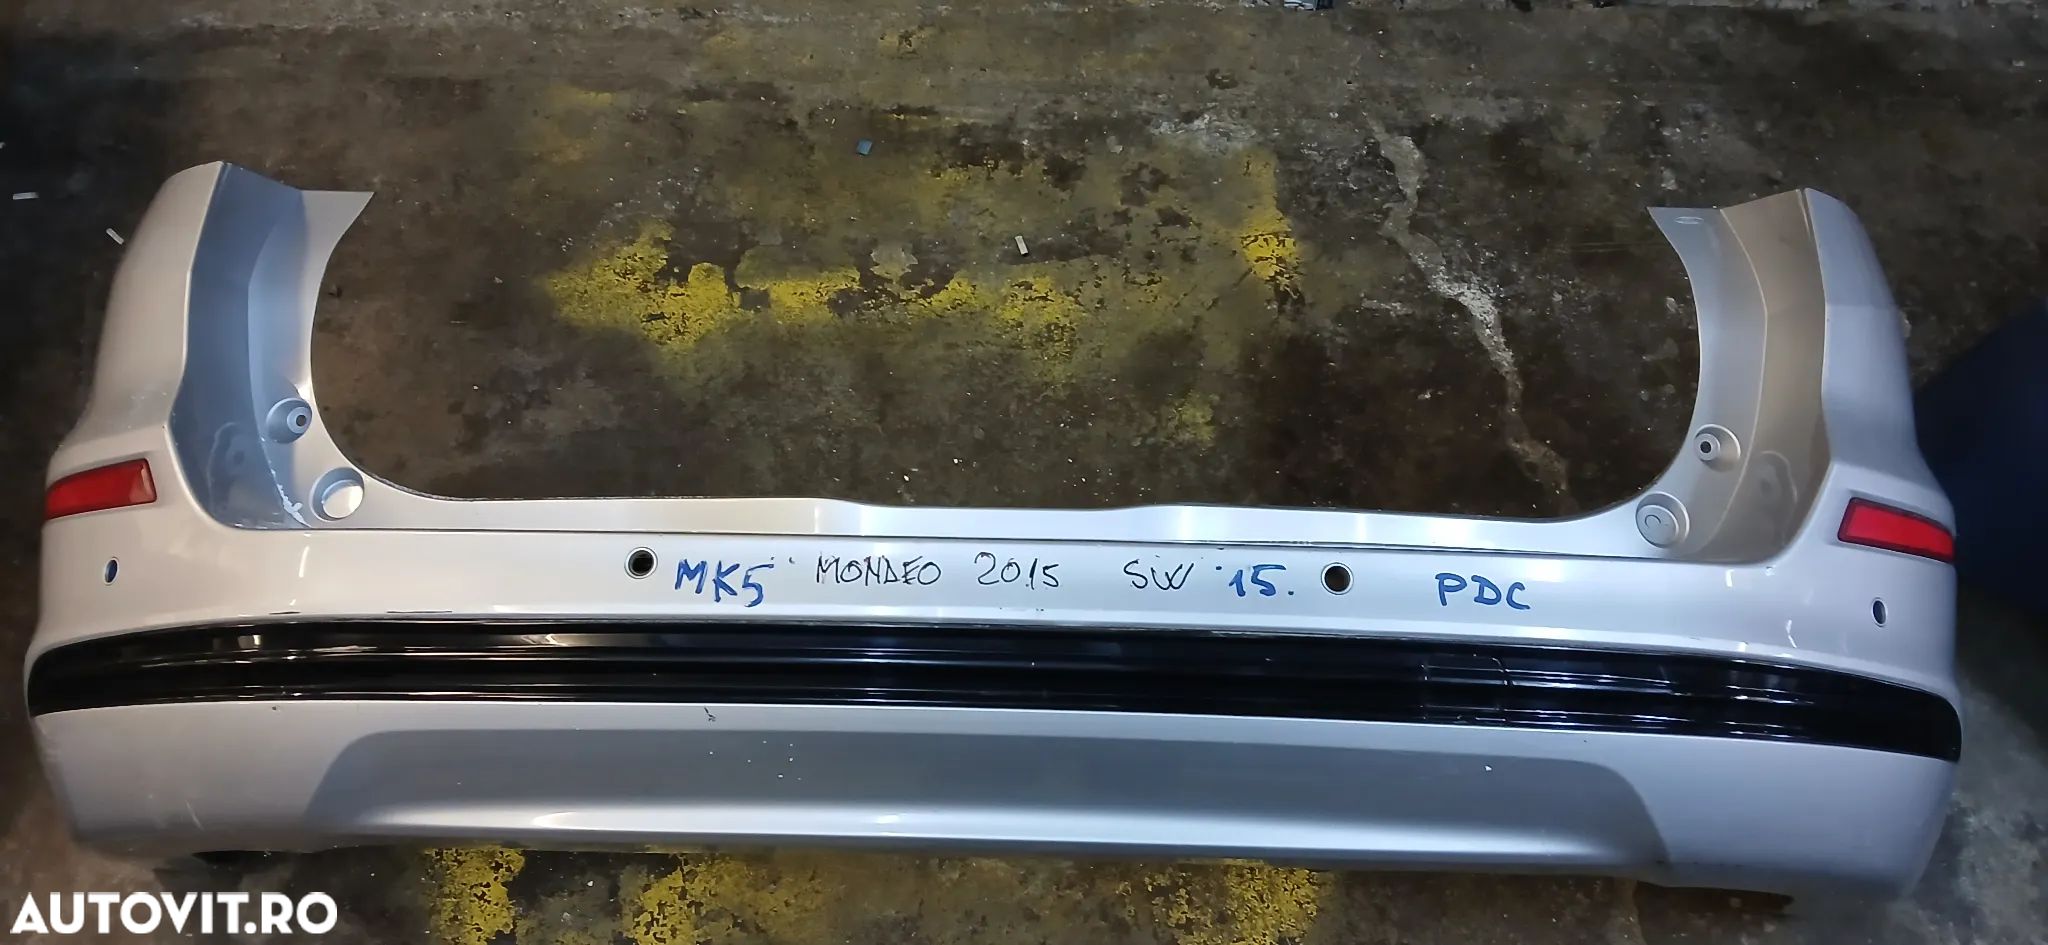 MK5 MONDEO 2015 SW 15. PDC
AUTOVIT.RO